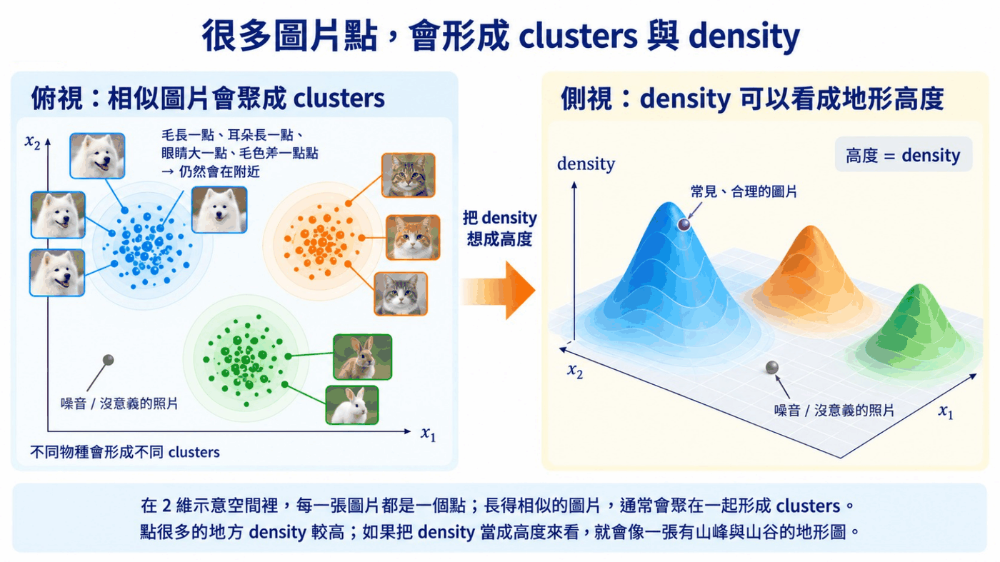 很多圖片點，會形成 clusters 與 density
俯視：相似圖片會聚成 clusters
x₂
毛長一點、耳朵長一點、
眼睛大一點、毛色差一點點
→ 仍然會在附近
噪音 / 沒意義的照片
x₁
不同物種會形成不同 clusters
把 density
想成高度
側視：density 可以看成地形高度
高度 = density
density
常見、合理的圖片
x₂
噪音 / 沒意義的照片
x₁
在 2 維示意空間裡，每一張圖片都是一個點；長得相似的圖片，通常會聚在一起形成 clusters。
點很多的地方 density 較高；如果把 density 當成高度來看，就會像一張有山峰與山谷的地形圖。